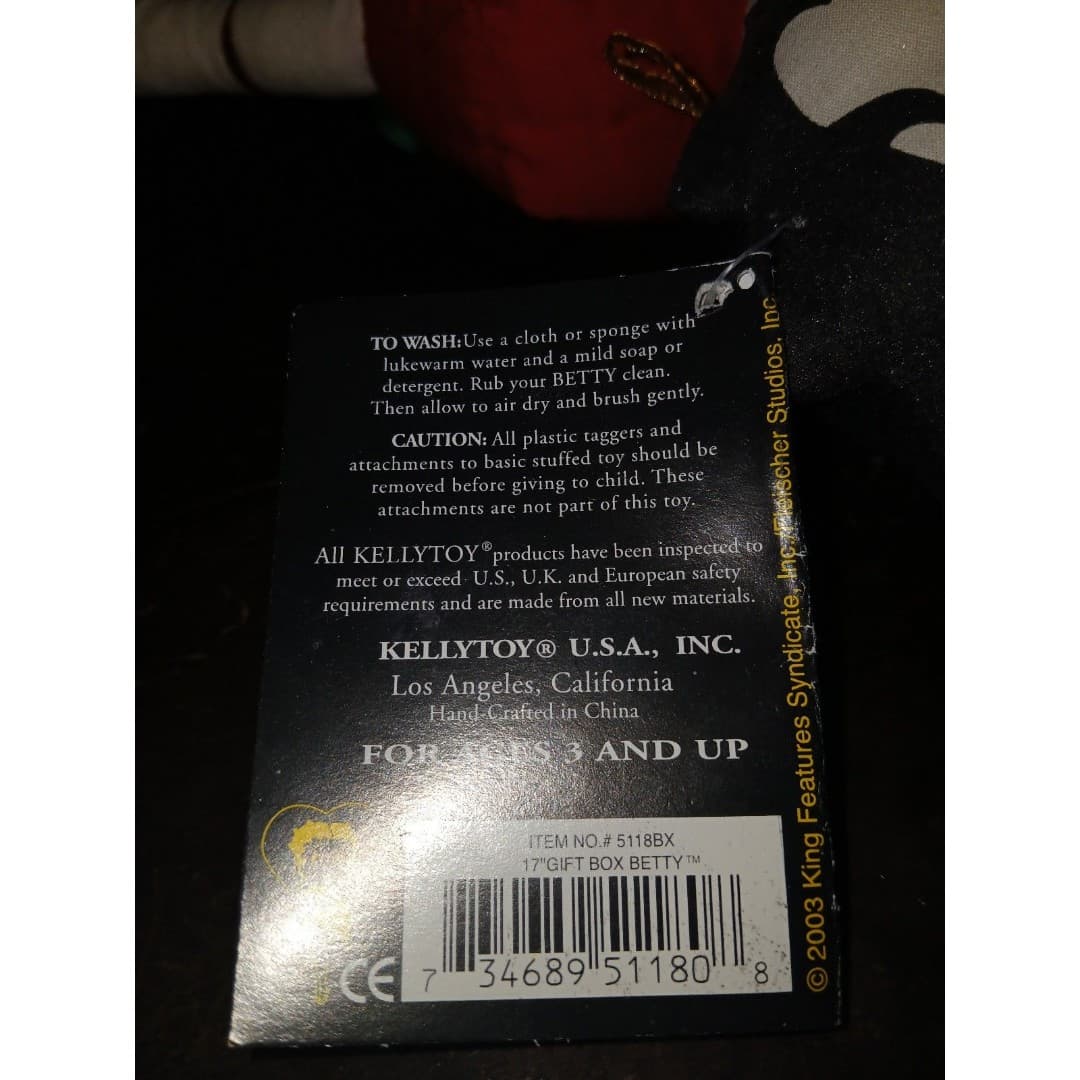 TO WASH:Use a cloth or sponge with
lukewarm water and a mild soap or
detergent. Rub your BETTY clean.
Then allow to air dry and brush gently.
CAUTION: All plastic taggers and
attachments to basic stuffed toy should be
removed before giving to child. These
attachments are not part of this toy.
All KELLYTOY® products have been inspected to
meet or exceed U.S., U.K. and European safety
requirements and are made from all new materials.
KELLYTOY® U.S.A., INC.
Los Angeles, California
Hand-Crafted in China
FOR AGES 3 AND UP
ITEM NO.# 5118BX
17"GIFT BOX BETTY™
7 34689 51180 8
CE
© 2003 King Features Syndicate, Inc./Fleischer Studios, Inc.